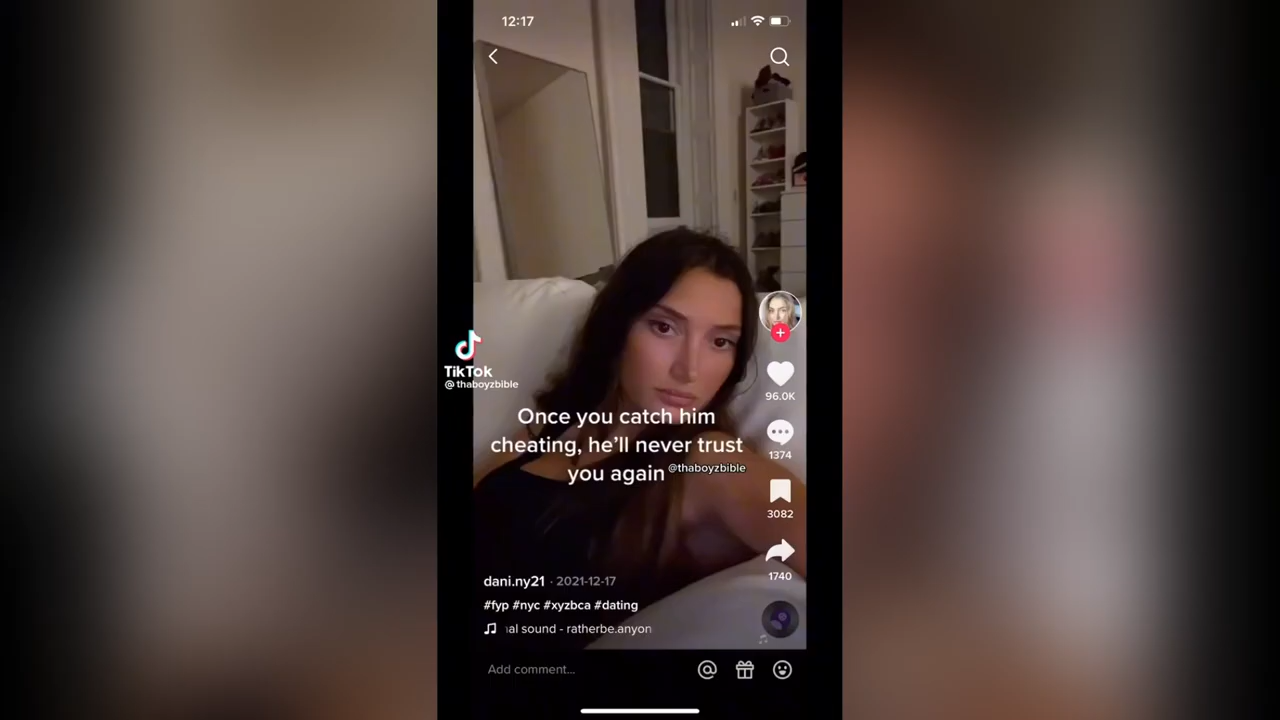 12:17
TikTok
@thaboyzbible
Once you catch him
cheating, he'll never trust
you again
@thaboyzbible
96.0K
1374
3082
1740
dani.ny21 · 2021-12-17
#fyp #nyc #xyzbca #dating
al sound - ratherbe.anyon
Add comment...